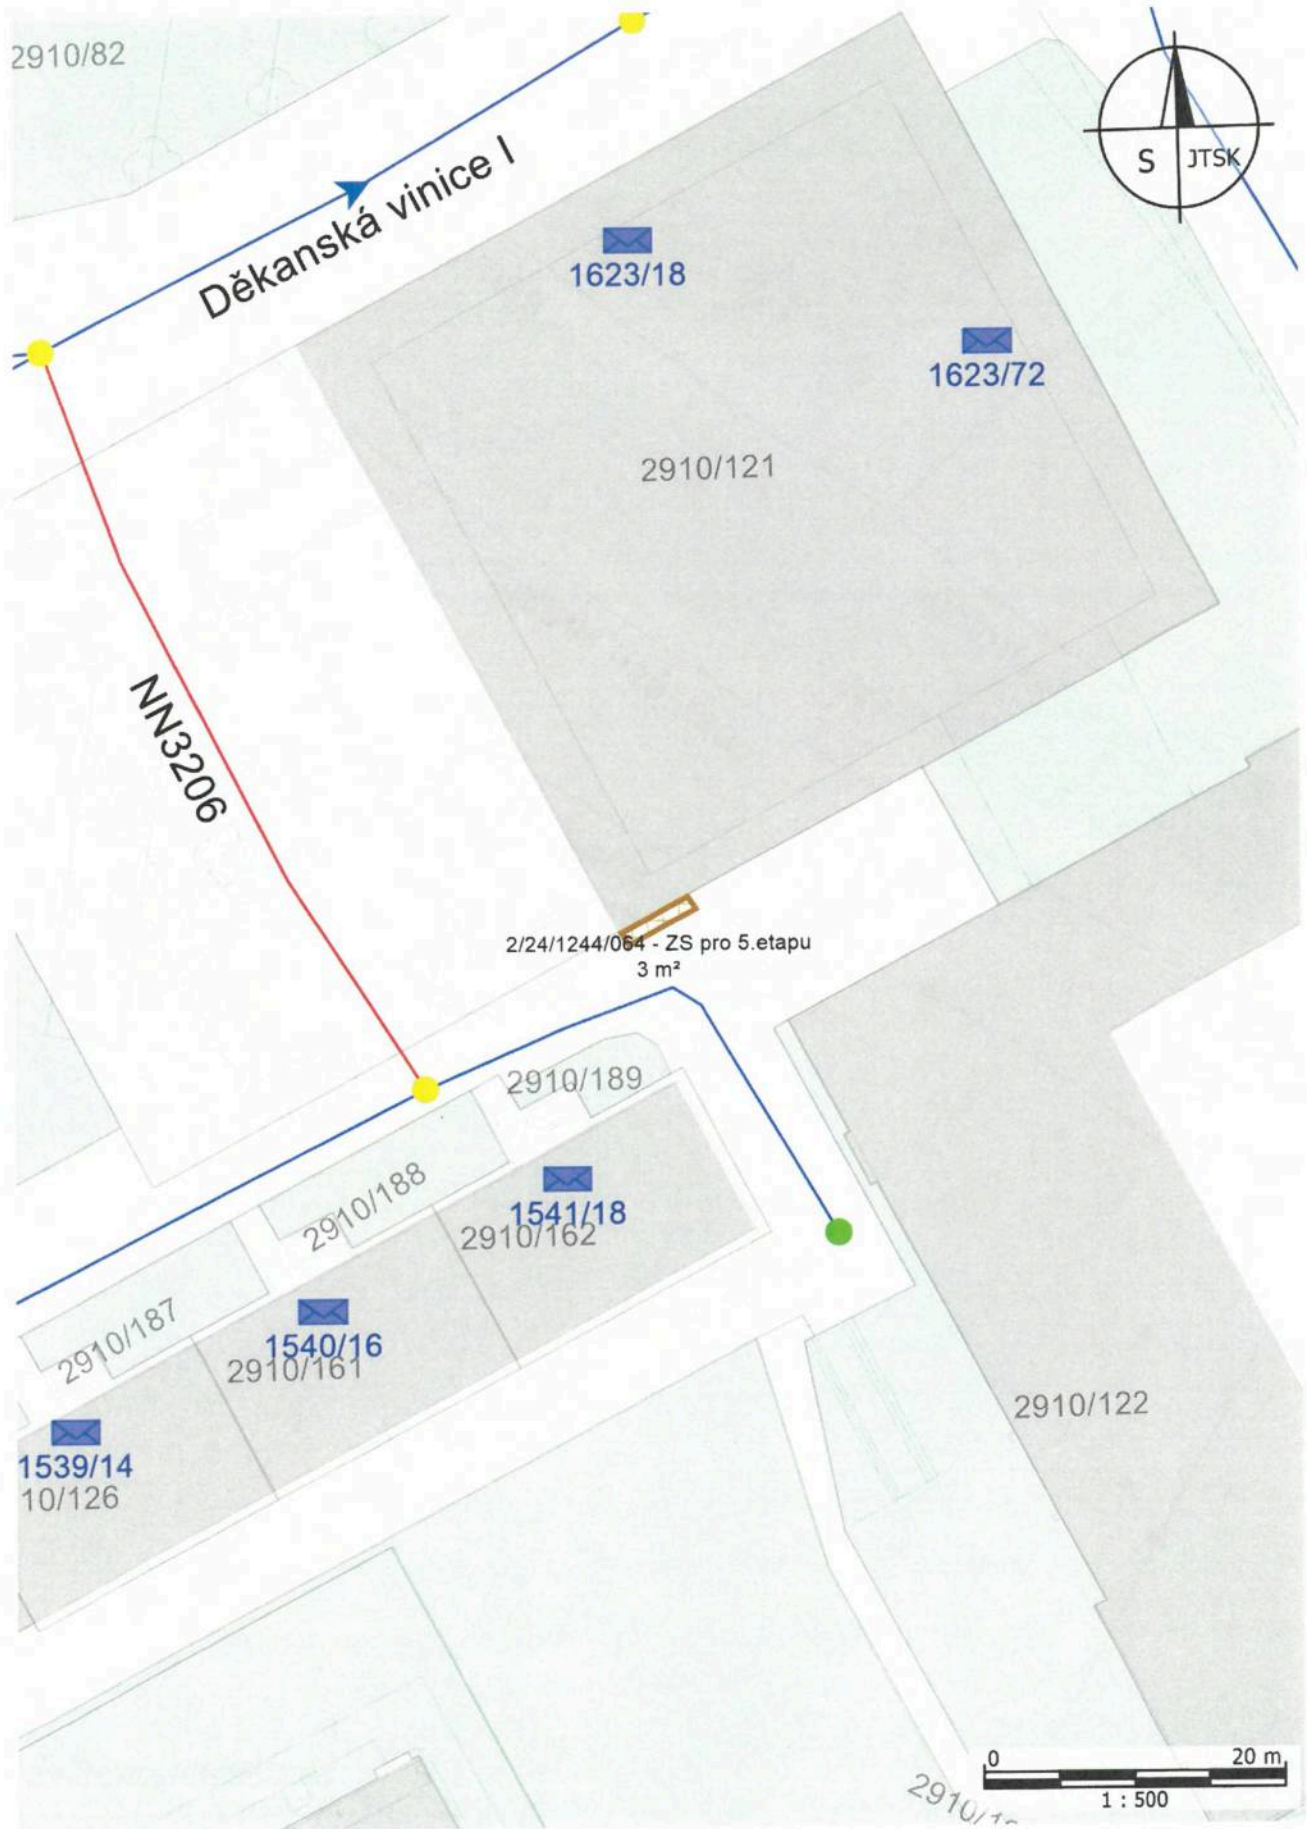 2910/82
Děkanská vinice I
S JTSK
1623/18
1623/72
2910/121
NN3206
2/24/1244/064 - ZS pro 5.etapu
3 m²
2910/189
2910/188
1541/18
2910/162
2910/187
1540/16
2910/161
2910/122
1539/14
10/126
0 20 m
1 : 500